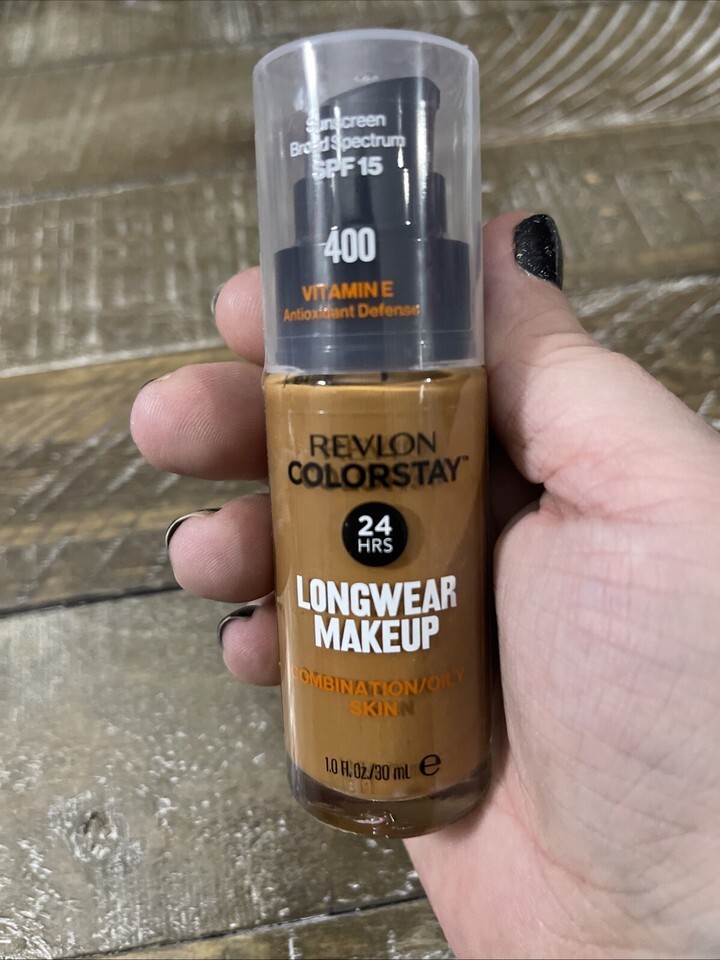 Sunscreen
Broad Spectrum
SPF 15
400
VITAMIN E
Antioxidant Defense
REVLON
COLORSTAY™
24
HRS
LONGWEAR
MAKEUP
COMBINATION/OILY
SKIN
1.0 Fl. Oz./30 mL ℮